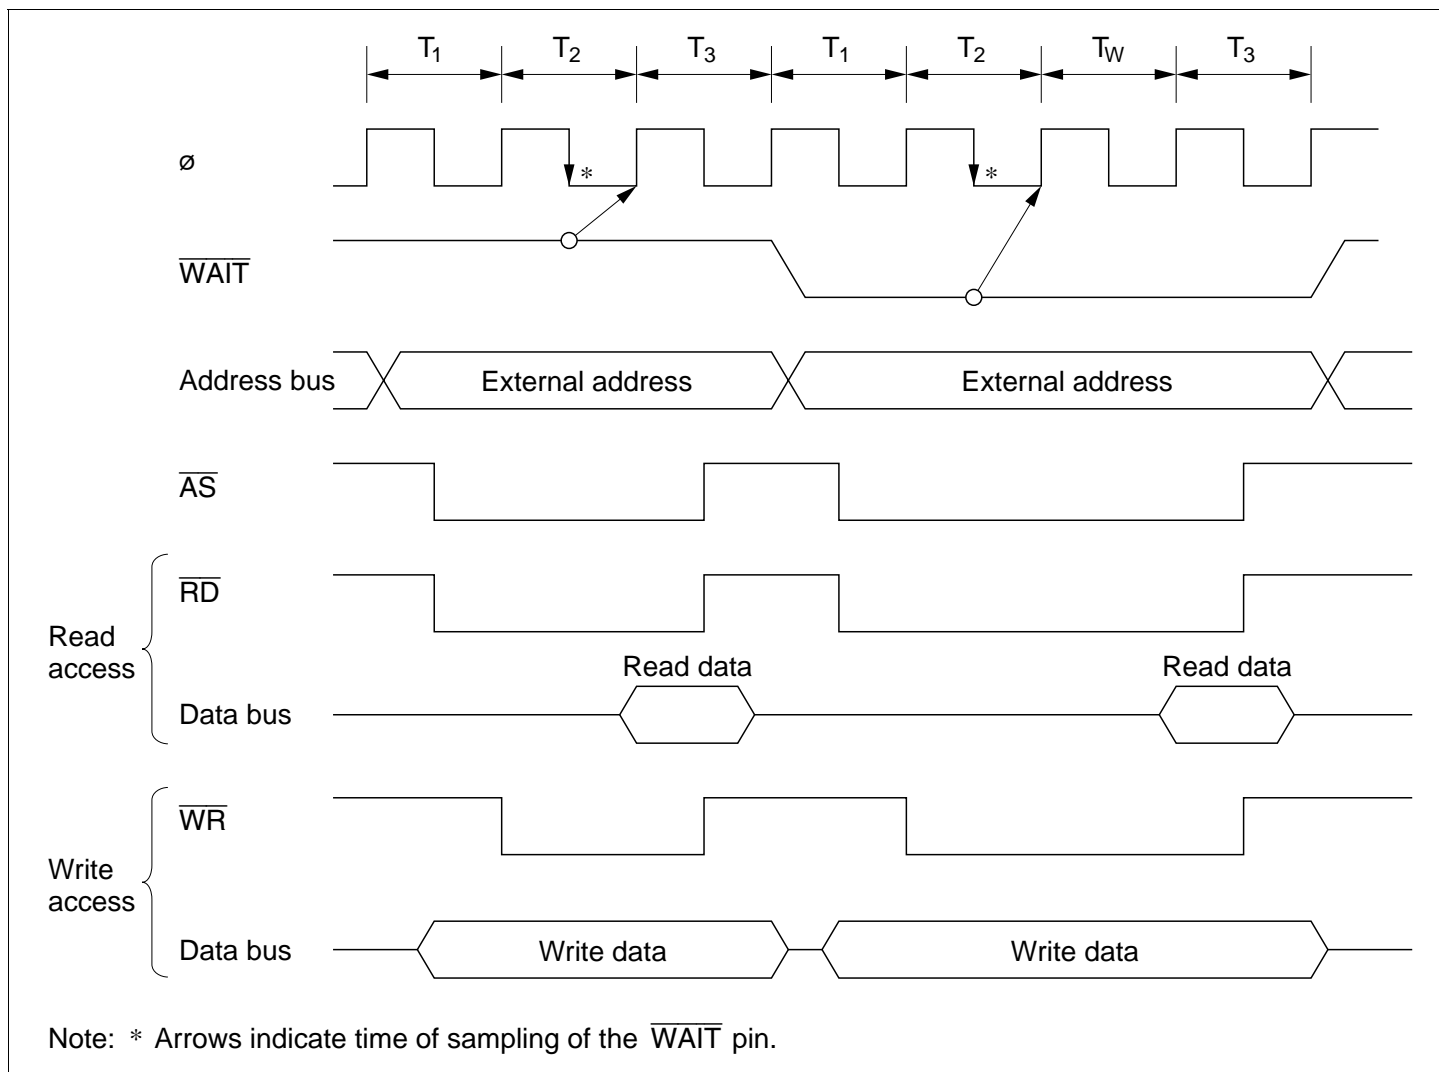 T1 T2 T3 T1 T2 TW T3
ø
*
*
WAIT
Address bus
External address
External address
AS
Read access
RD
Read data
Read data
Data bus
Write access
WR
Data bus
Write data
Write data
Note: * Arrows indicate time of sampling of the WAIT pin.